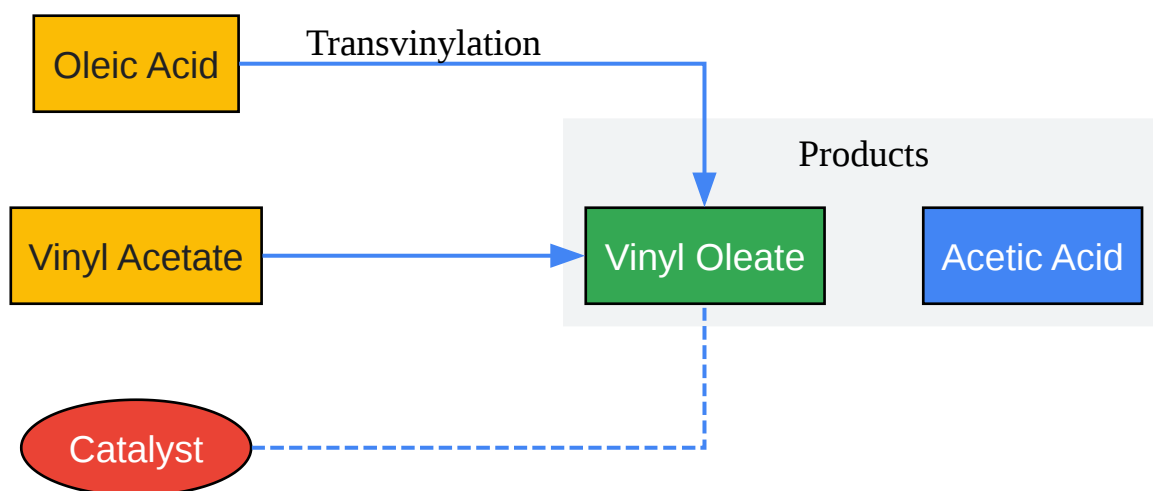 Oleic Acid
Transvinylation
Products
Vinyl Acetate
Vinyl Oleate
Acetic Acid
Catalyst